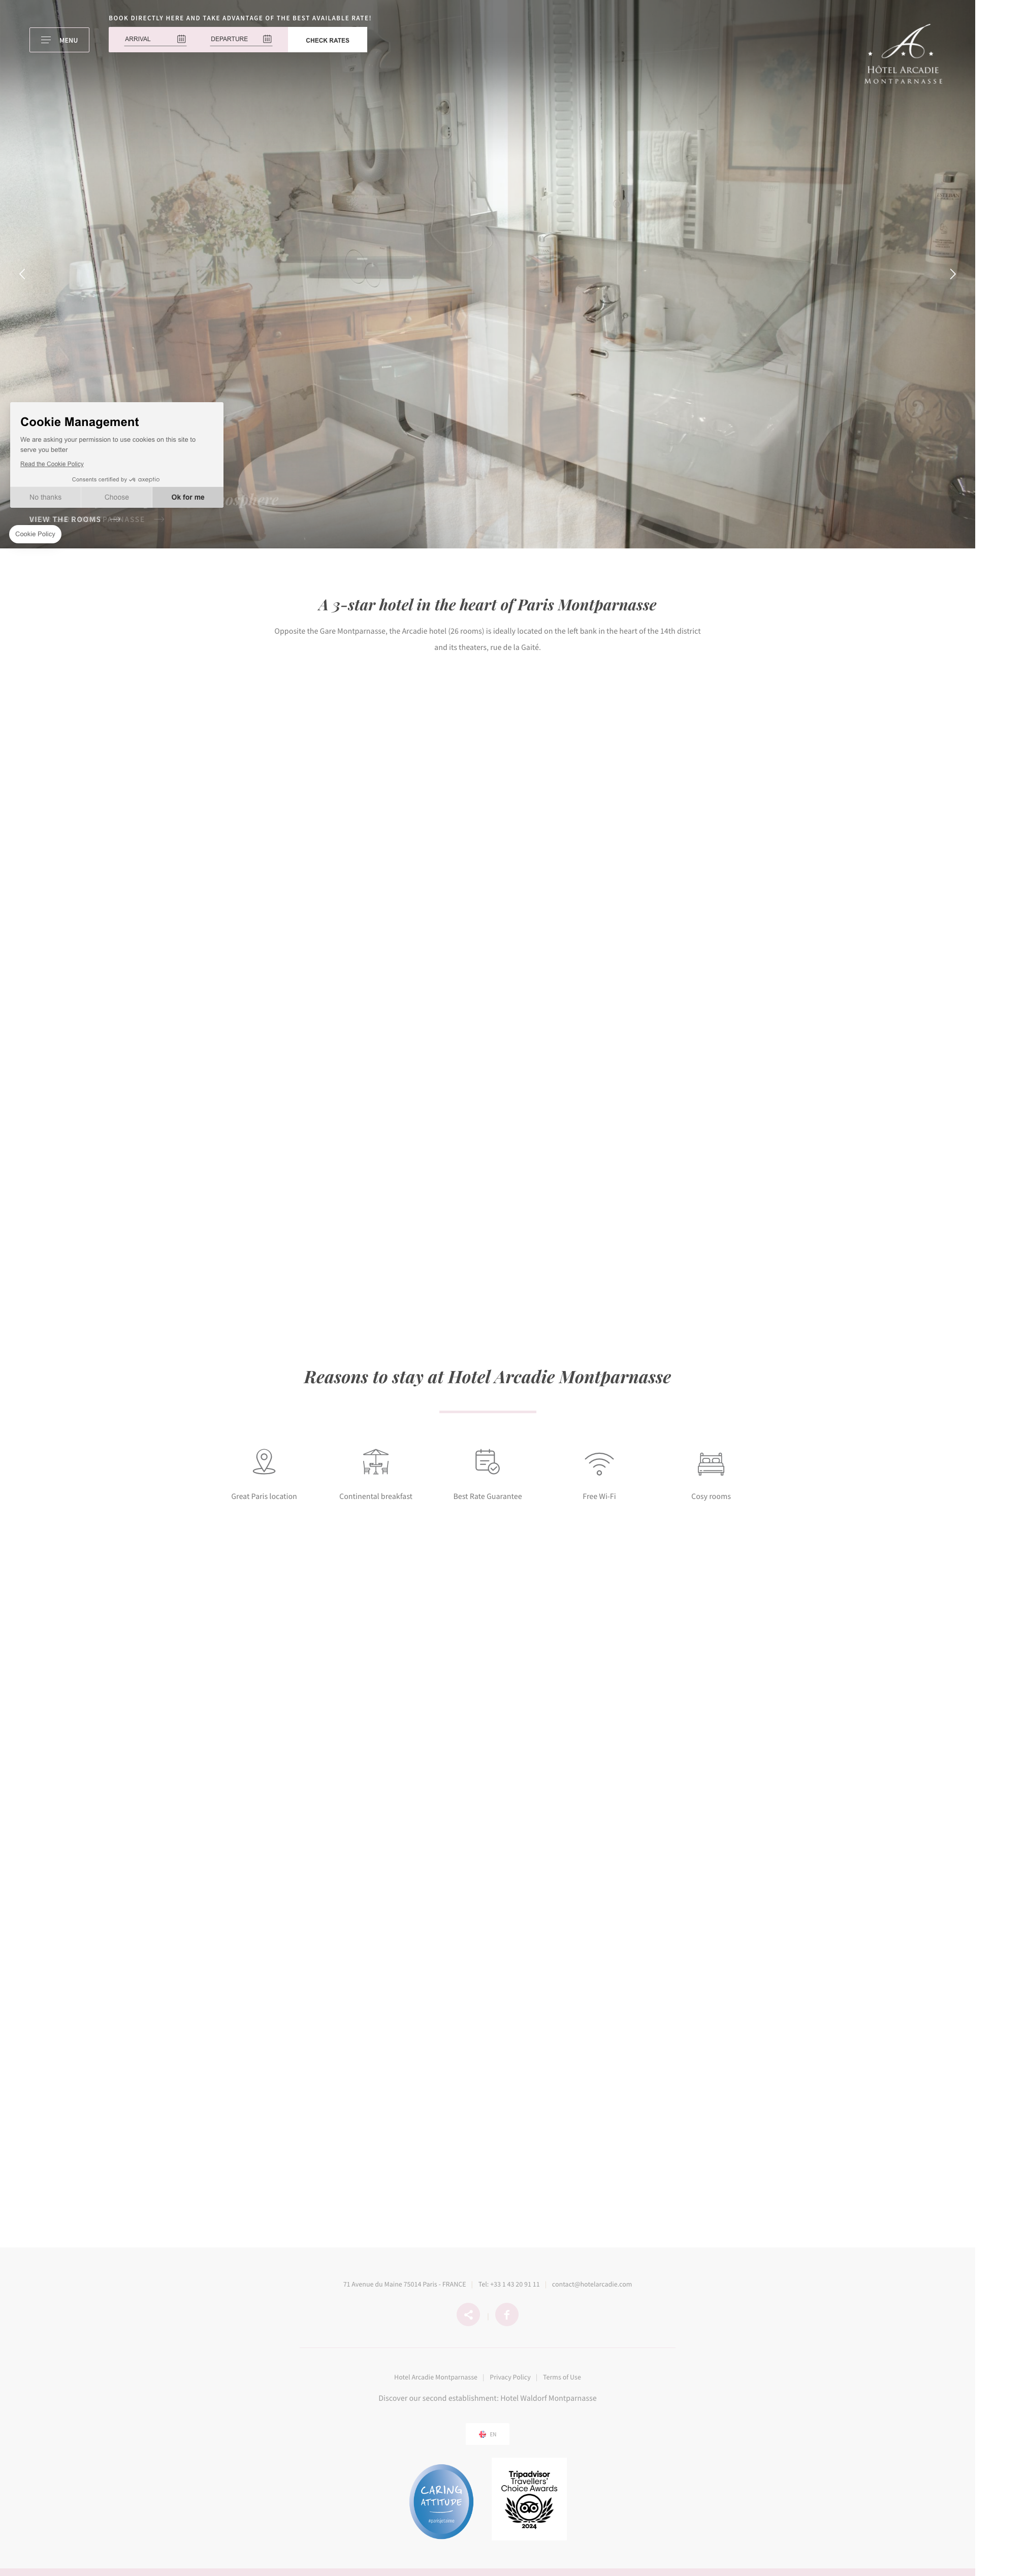 BOOK DIRECTLY HERE AND TAKE ADVANTAGE OF THE BEST AVAILABLE RATE!
MENU
ARRIVAL
DEPARTURE
CHECK RATES
HÔTEL ARCADIE
MONTPARNASSE
Cookie Management
We are asking your permission to use cookies on this site to
serve you better
Read the Cookie Policy
Consents certified by axeptio
No thanks
Choose
Ok for me
VIEW THE ROOMS
Cookie Policy
A 3-star hotel in the heart of Paris Montparnasse
Opposite the Gare Montparnasse, the Arcadie hotel (26 rooms) is ideally located on the left bank in the heart of the 14th district
and its theaters, rue de la Gaité.
Reasons to stay at Hotel Arcadie Montparnasse
Great Paris location
Continental breakfast
Best Rate Guarantee
Free Wi-Fi
Cosy rooms
71 Avenue du Maine 75014 Paris - FRANCE | Tel: +33 1 43 20 91 11 | contact@hotelarcadie.com
Hotel Arcadie Montparnasse | Privacy Policy | Terms of Use
Discover our second establishment: Hotel Waldorf Montparnasse
EN
CARING
ATTITUDE
Tripadvisor
Travellers'
Choice Awards
2024